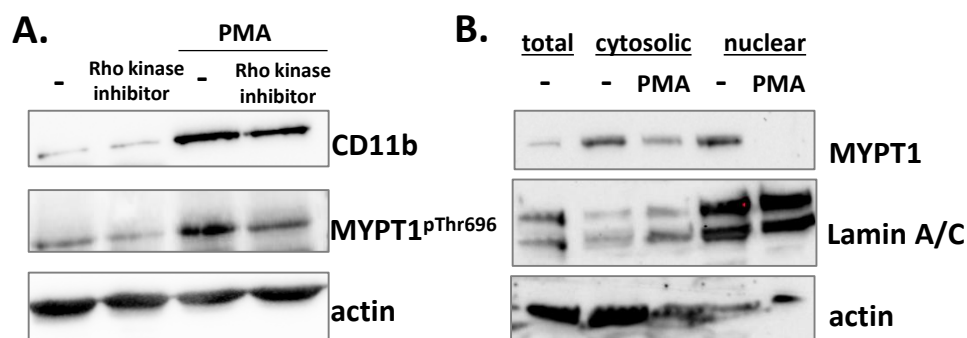 A.
PMA
- Rho kinase inhibitor - Rho kinase inhibitor
CD11b
MYPT1pThr696
actin
B.
total cytosolic nuclear
- - PMA - PMA
MYPT1
Lamin A/C
actin